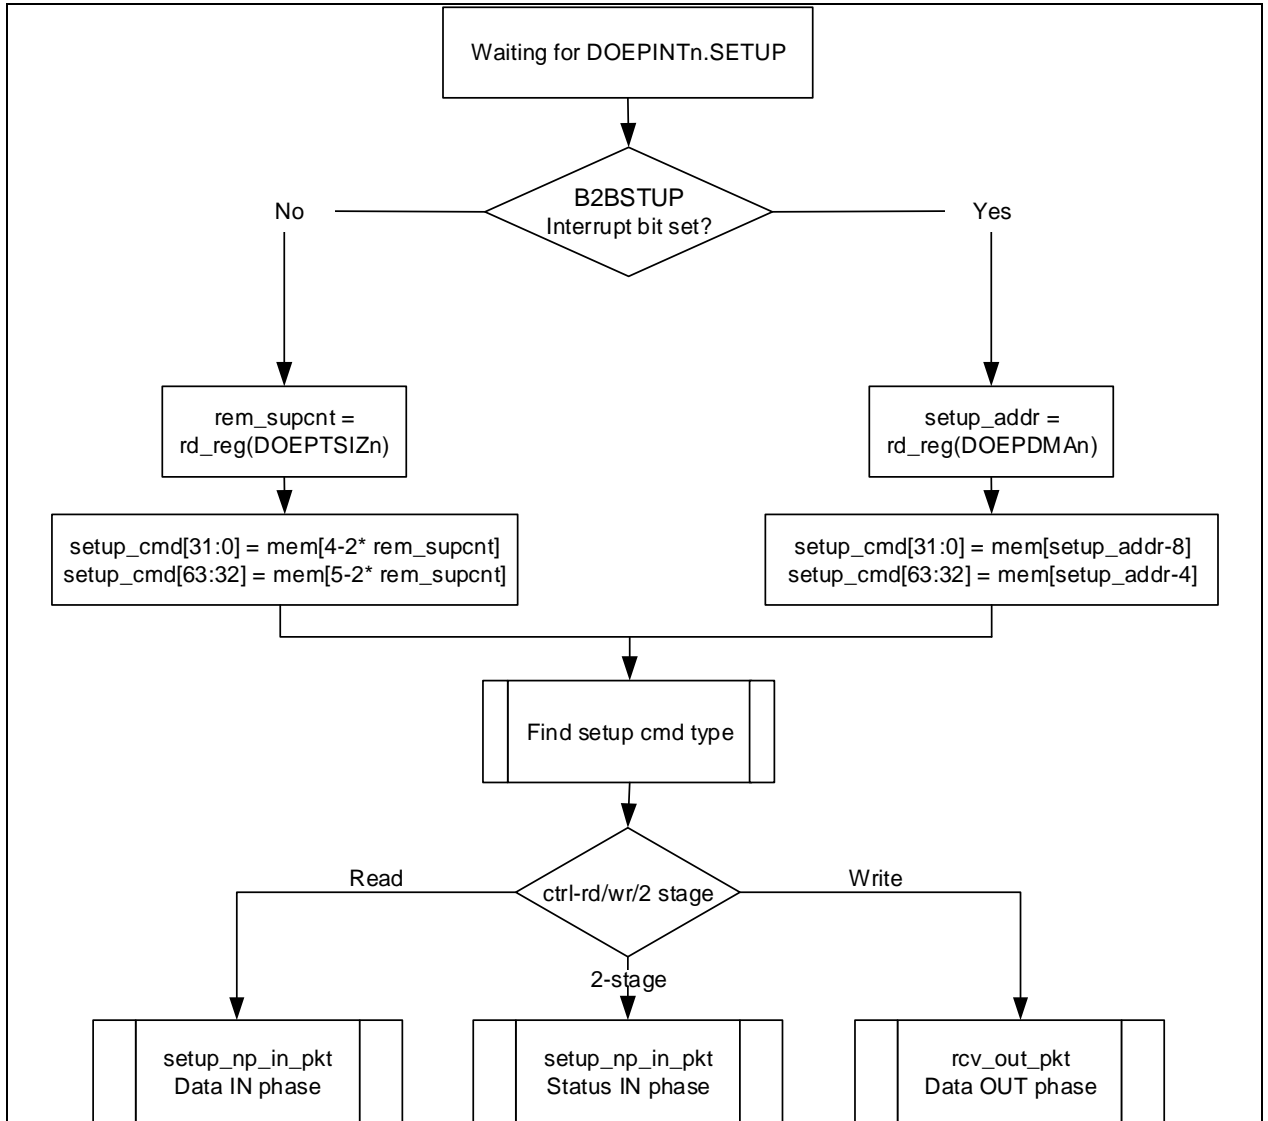 Waiting for DOEPINTn.SETUP
B2BSTUP
Interrupt bit set?
No
Yes
rem_supcnt =
rd_reg(DOEPTSIZn)
setup_addr =
rd_reg(DOEPDMAn)
setup_cmd[31:0] = mem[4-2* rem_supcnt]
setup_cmd[63:32] = mem[5-2* rem_supcnt]
setup_cmd[31:0] = mem[setup_addr-8]
setup_cmd[63:32] = mem[setup_addr-4]
Find setup cmd type
ctrl-rd/wr/2 stage
Read
Write
2-stage
setup_np_in_pkt
Data IN phase
setup_np_in_pkt
Status IN phase
rcv_out_pkt
Data OUT phase